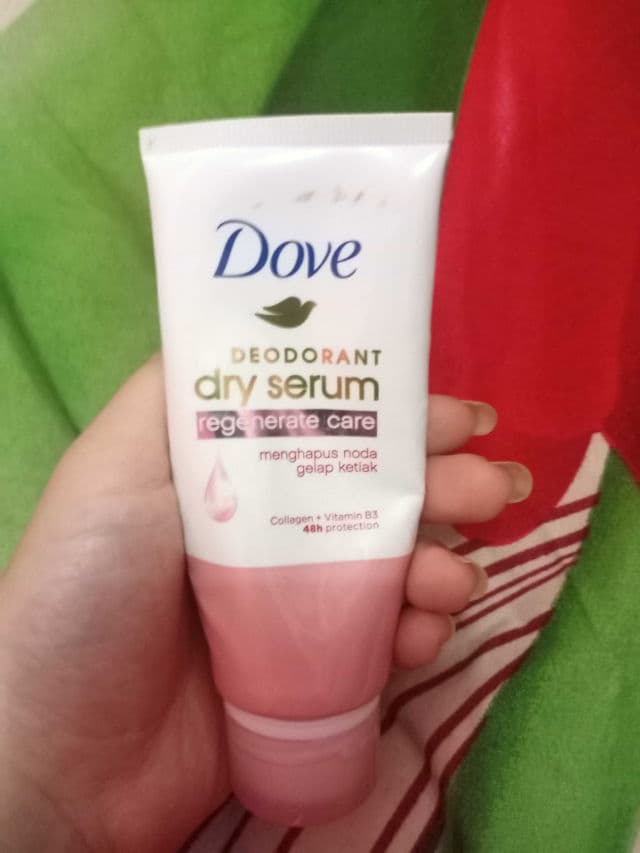 Dove
DEODORANT
dry serum
regenerate care
menghapus noda
gelap ketiak
Collagen + Vitamin B3
48h protection